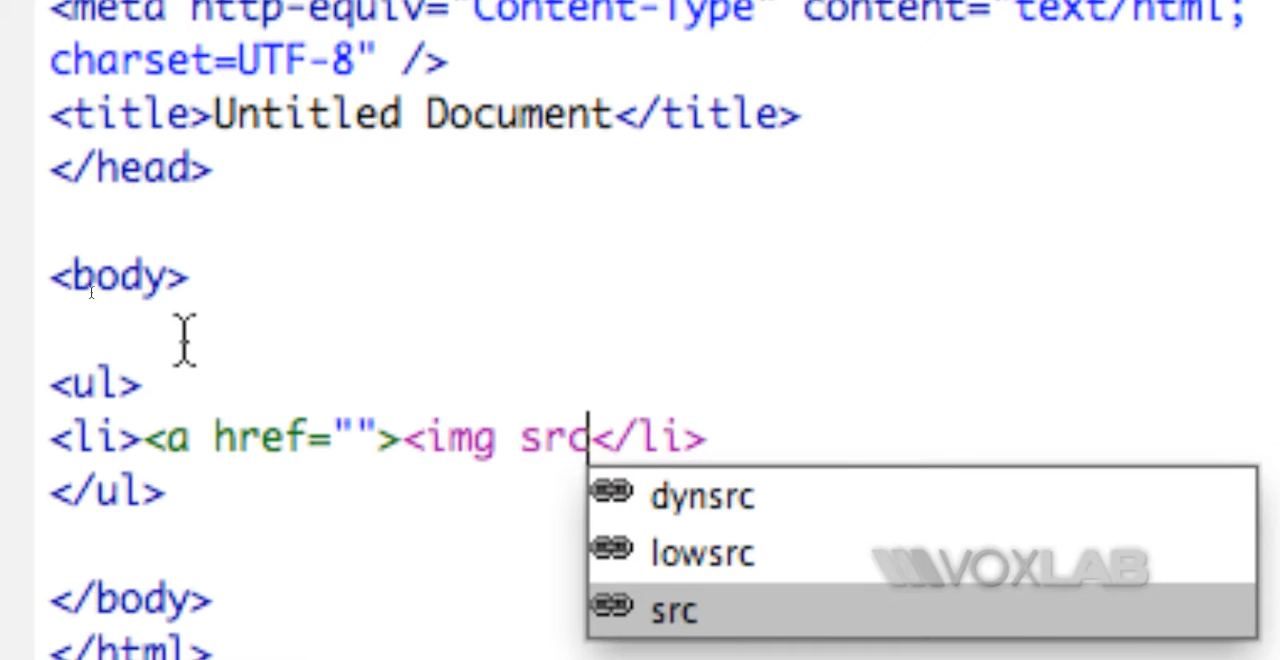 <meta http-equiv="Content-Type" content="text/html;
charset=UTF-8" />
<title>Untitled Document</title>
</head>
<body>
<ul>
<li><a href=""><img src</li>
</ul>
dynsrc
lowsrc
src
VOXLAB
</body>
</html>